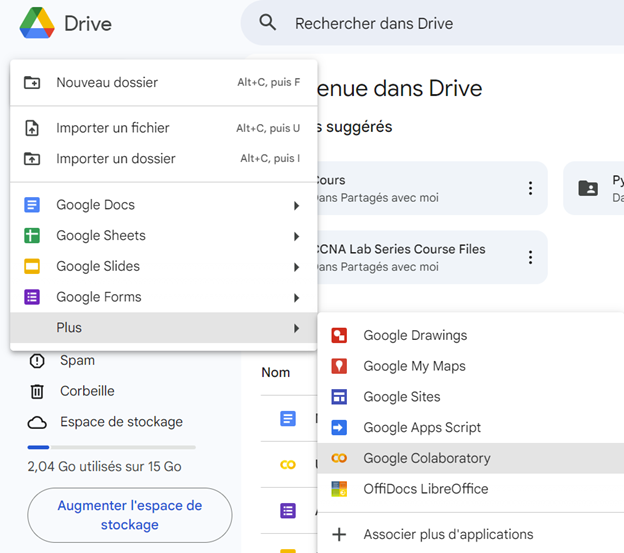 Drive
Rechercher dans Drive
Nouveau dossier Alt+C, puis F
Importer un fichier Alt+C, puis U
Importer un dossier Alt+C, puis I
Google Docs
Google Sheets
Google Slides
Google Forms
Plus
enue dans Drive
s suggérés
Cours
Dans Partagés avec moi
Py
Da
CCNA Lab Series Course Files
Dans Partagés avec moi
Google Drawings
Google My Maps
Google Sites
Google Apps Script
Google Colaboratory
OffiDocs LibreOffice
Associer plus d'applications
Spam
Corbeille
Espace de stockage
2,04 Go utilisés sur 15 Go
Augmenter l'espace de
stockage
Nom